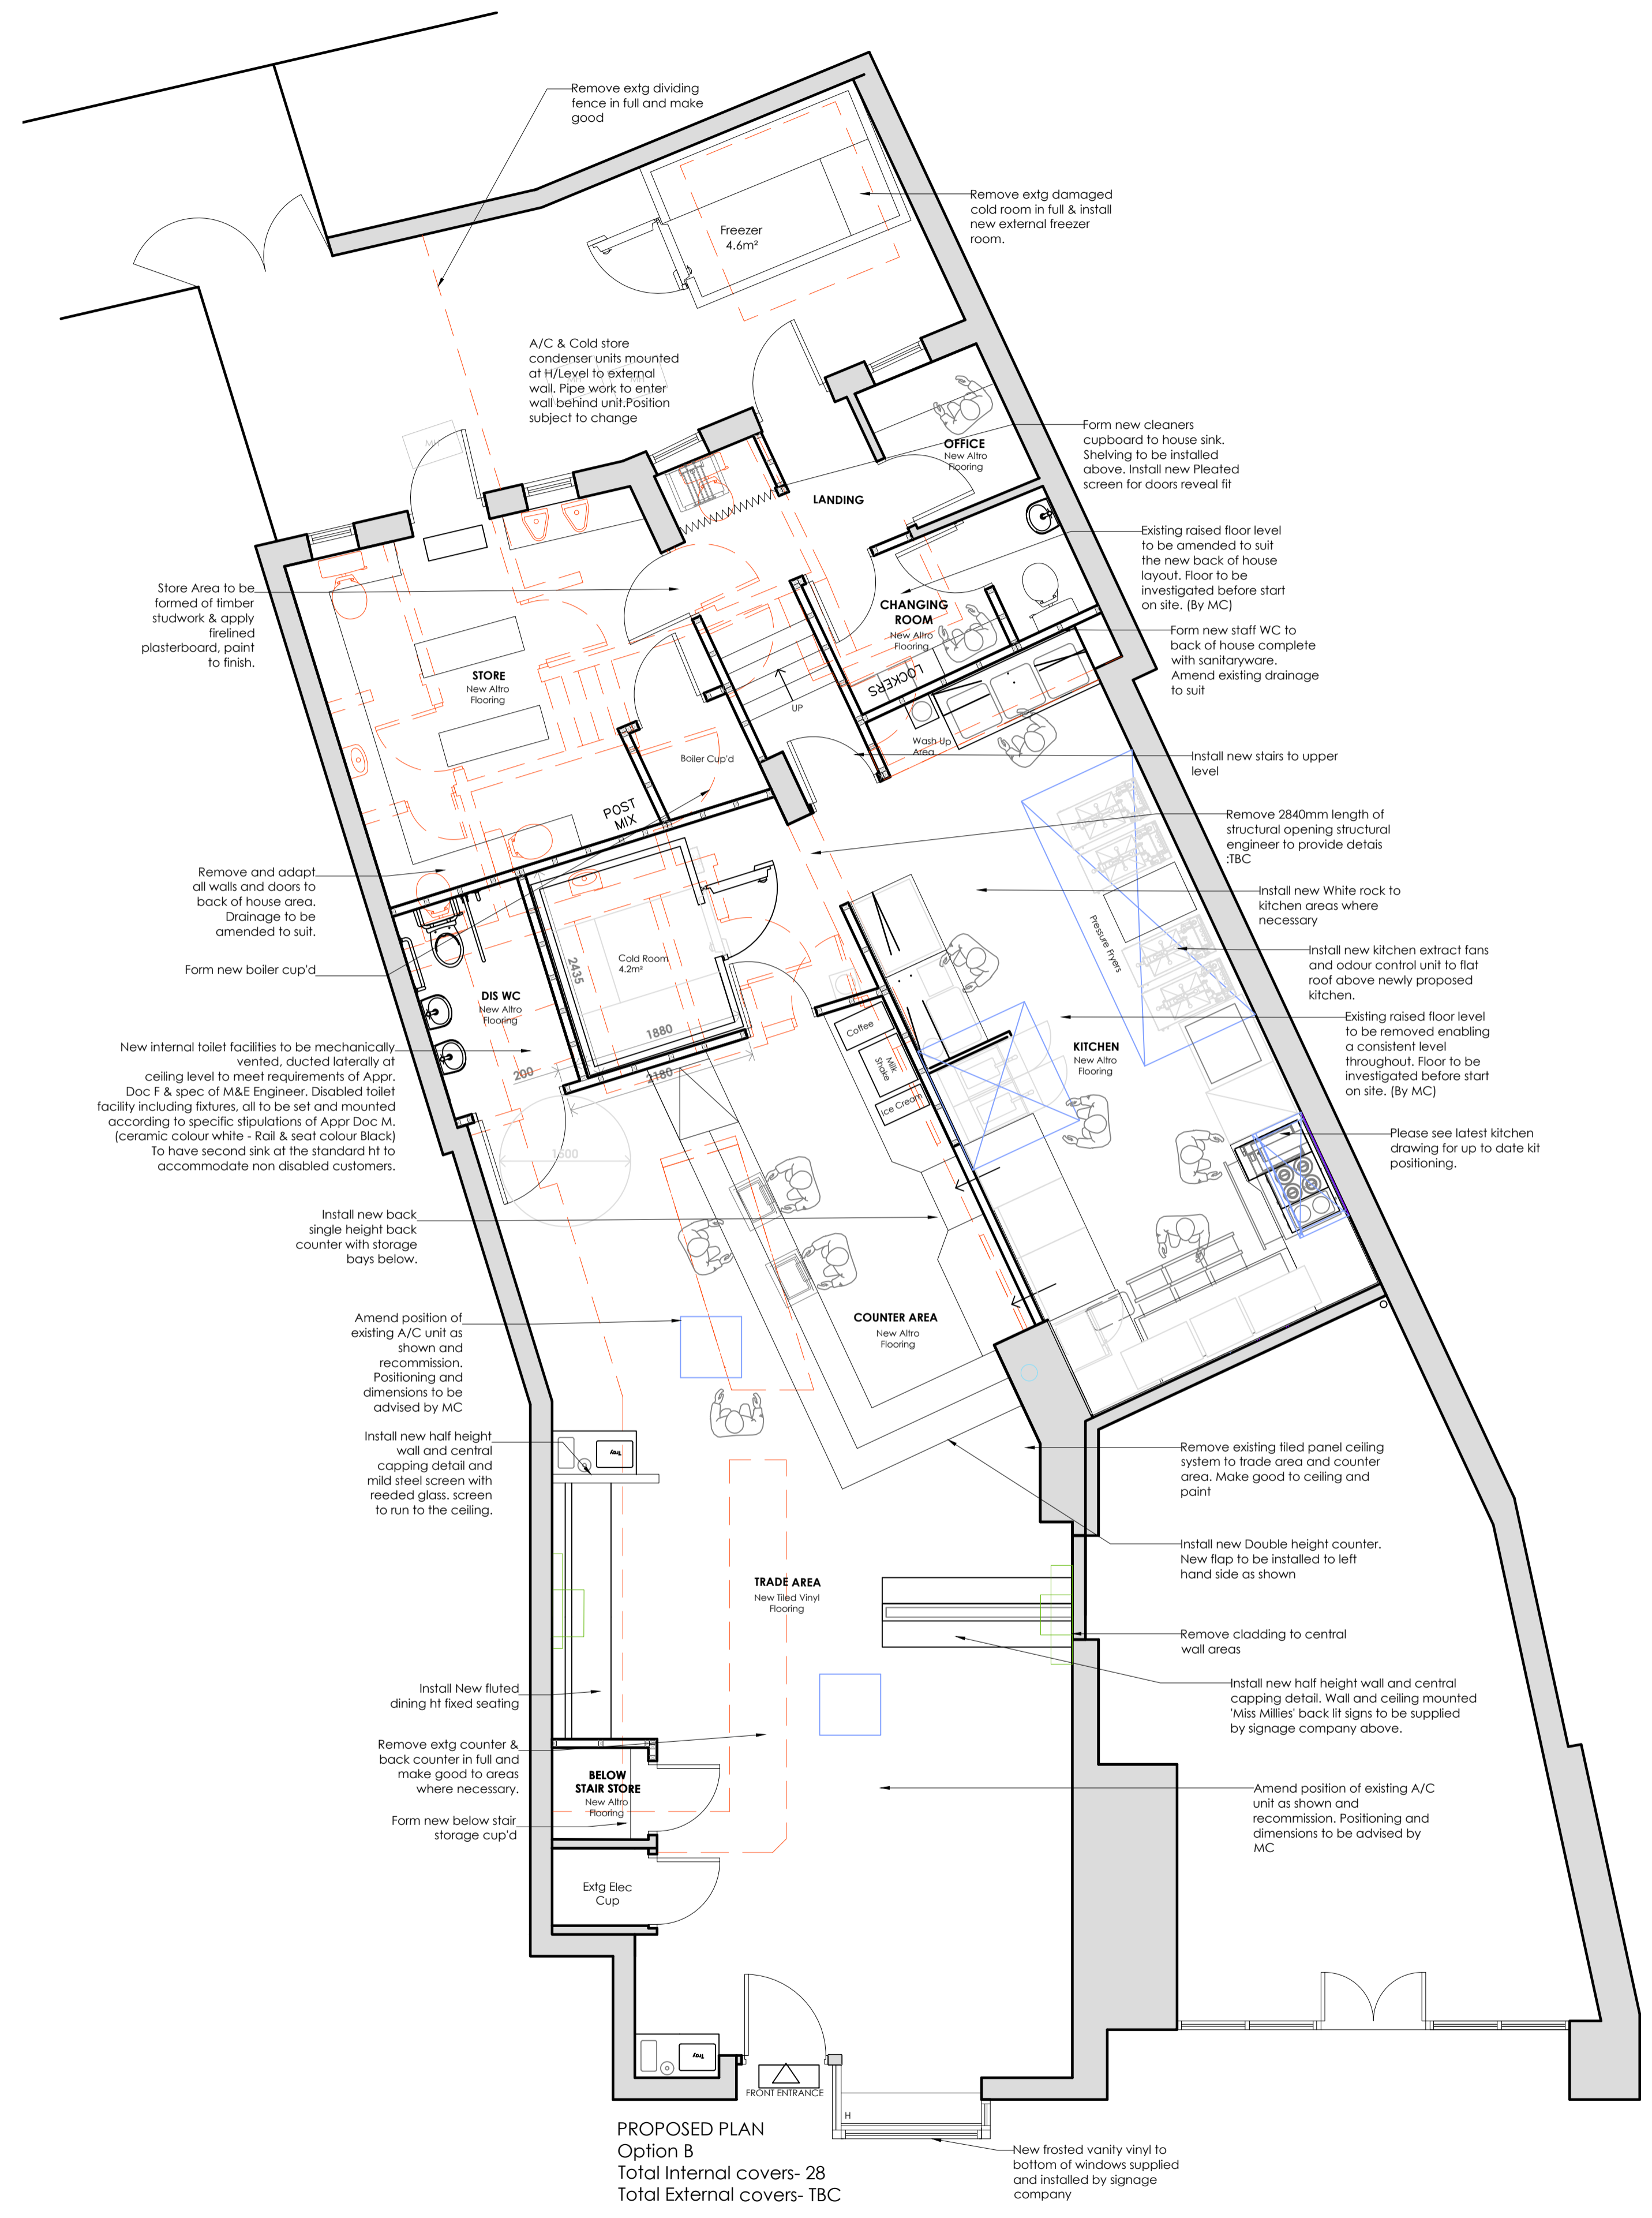 Remove extg dividing
fence in full and make
good
Remove extg damaged
cold room in full & install
new external freezer
room.
Freezer
4.6m²
A/C & Cold store
condenser units mounted
at H/Level to external
wall. Pipe work to enter
wall behind unit.Position
subject to change
MH
MH
MH
OFFICE
New Altro
Flooring
Form new cleaners
cupboard to house sink.
Shelving to be installed
above. Install new Pleated
screen for doors reveal fit
LANDING
Existing raised floor level
to be amended to suit
the new back of house
layout. Floor to be
investigated before start
on site. (By MC)
Store Area to be
formed of timber
studwork & apply
firelined
plasterboard, paint
to finish.
CHANGING
ROOM
New Altro
Flooring
LOCKERS
Form new staff WC to
back of house complete
with sanitaryware.
Amend existing drainage
to suit
STORE
New Altro
Flooring
UP
Wash Up
Area
Boiler Cup'd
Install new stairs to upper
level
POST
MIX
Remove 2840mm length of
structural opening structural
engineer to provide detais
:TBC
Remove and adapt
all walls and doors to
back of house area.
Drainage to be
amended to suit.
Install new White rock to
kitchen areas where
necessary
Pressure Fryers
Form new boiler cup'd
Cold Room
4.2m²
2435
1880
2180
200
Install new kitchen extract fans
and odour control unit to flat
roof above newly proposed
kitchen.
DIS WC
New Altro
Flooring
Coffee
Milk
Shake
Ice Cream
KITCHEN
New Altro
Flooring
Existing raised floor level
to be removed enabling
a consistent level
throughout. Floor to be
investigated before start
on site. (By MC)
New internal toilet facilities to be mechanically
vented, ducted laterally at
ceiling level to meet requirements of Appr.
Doc F & spec of M&E Engineer. Disabled toilet
facility including fixtures, all to be set and mounted
according to specific stipulations of Appr Doc M.
(ceramic colour white - Rail & seat colour Black)
To have second sink at the standard ht to
accommodate non disabled customers.
1500
Please see latest kitchen
drawing for up to date kit
positioning.
Install new back
single height back
counter with storage
bays below.
COUNTER AREA
New Altro
Flooring
Amend position of
existing A/C unit as
shown and
recommission.
Positioning and
dimensions to be
advised by MC
Install new half height
wall and central
capping detail and
mild steel screen with
reeded glass. screen
to run to the ceiling.
Tray
Remove existing tiled panel ceiling
system to trade area and counter
area. Make good to ceiling and
paint
Install new Double height counter.
New flap to be installed to left
hand side as shown
TRADE AREA
New Tiled Vinyl
Flooring
Remove cladding to central
wall areas
Install New fluted
dining ht fixed seating
Install new half height wall and central
capping detail. Wall and ceiling mounted
'Miss Millies' back lit signs to be supplied
by signage company above.
Remove extg counter &
back counter in full and
make good to areas
where necessary.
BELOW
STAIR STORE
New Altro
Flooring
Form new below stair
storage cup'd
Amend position of existing A/C
unit as shown and
recommission. Positioning and
dimensions to be advised by
MC
Extg Elec
Cup
Tray
FRONT ENTRANCE
H
PROPOSED PLAN
Option B
Total Internal covers- 28
Total External covers- TBC
New frosted vanity vinyl to
bottom of windows supplied
and installed by signage
company